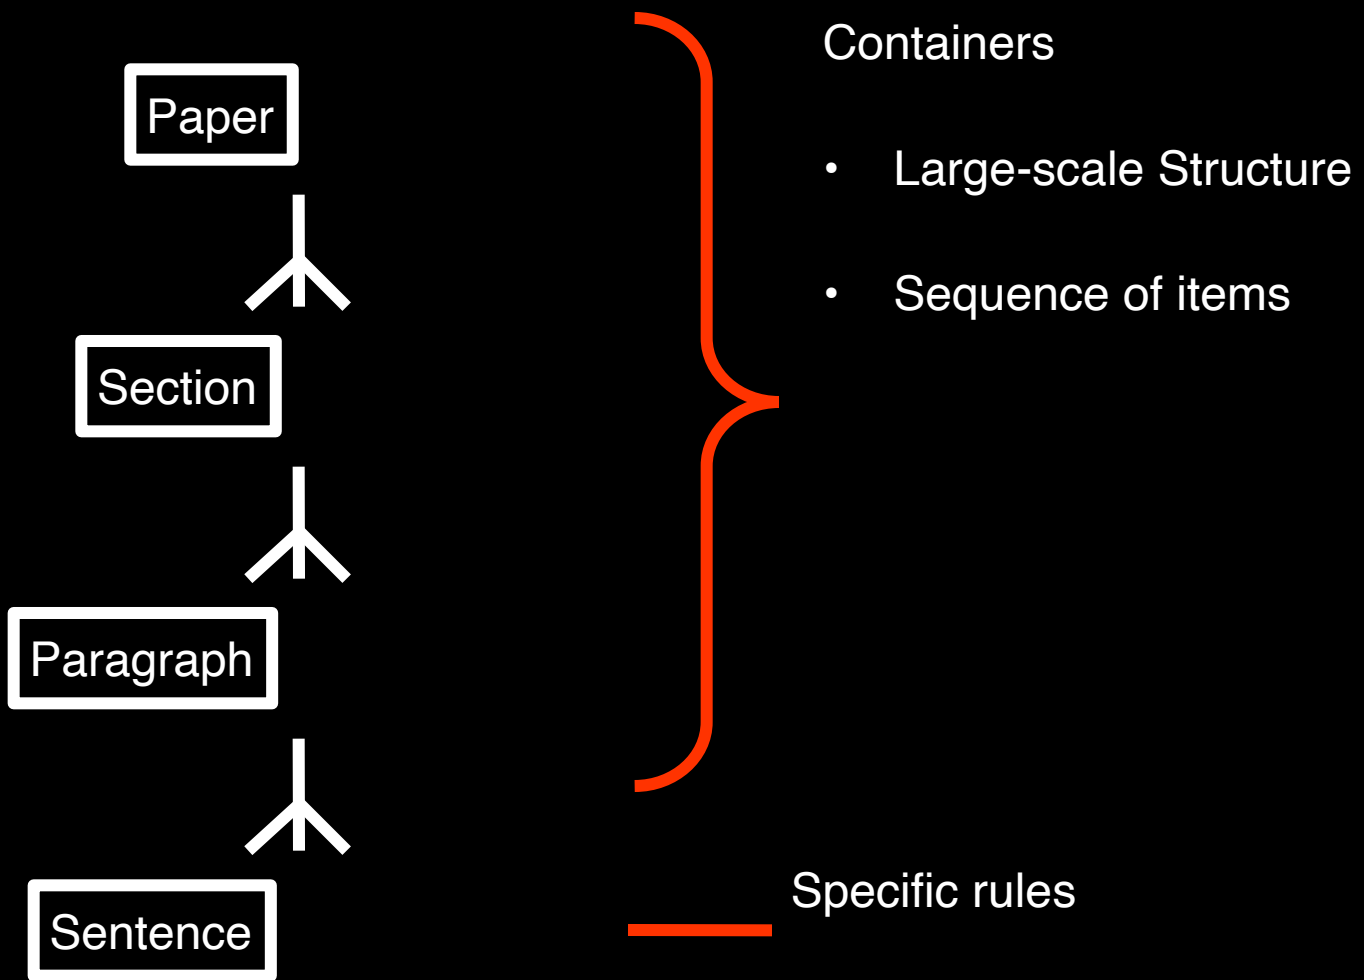 Containers
Paper
• Large-scale Structure
• Sequence of items
Section
Paragraph
Specific rules
Sentence